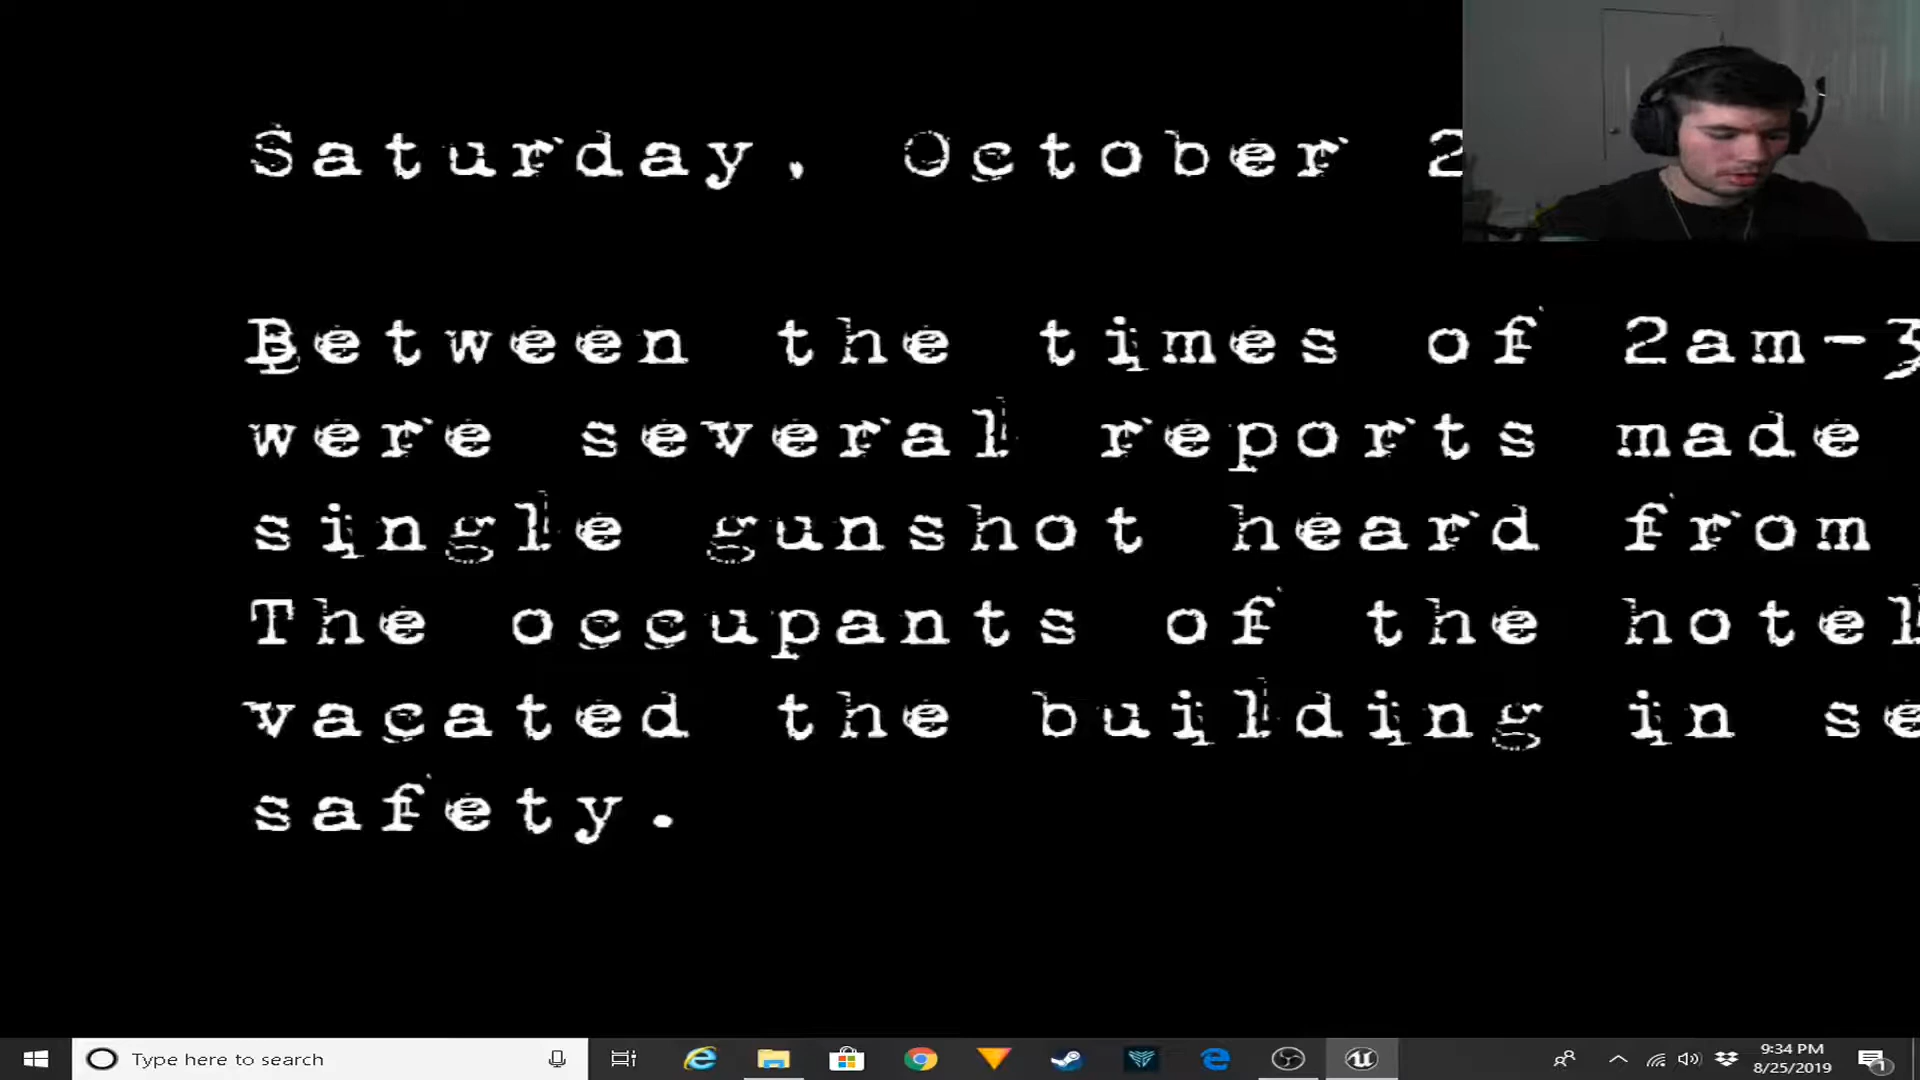 Saturday, October 2
Between the times of 2am-3
were several reports made
single gunshot heard from
The occupants of the hotel
vacated the building in se
safety.
Type here to search
9:34 PM
8/25/2019
1